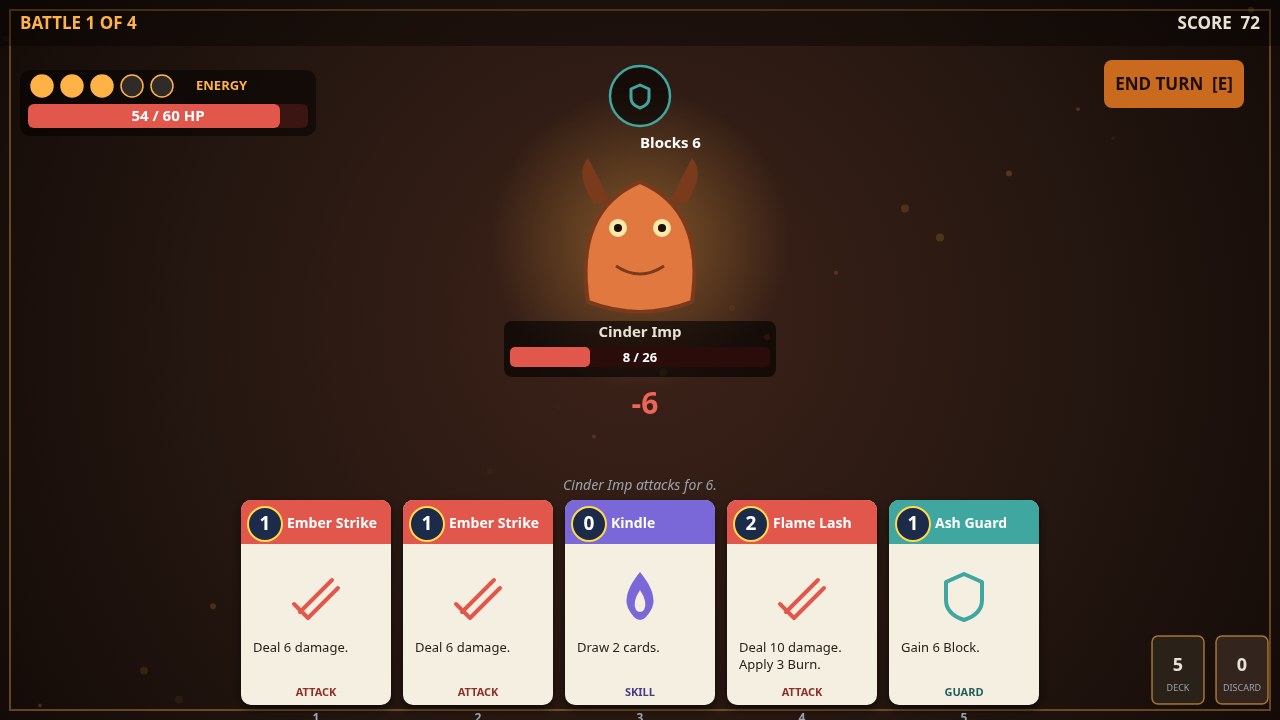 BATTLE 1 OF 4
SCORE 72
ENERGY
54 / 60 HP
END TURN [E]
Blocks 6
Cinder Imp
8 / 26
-6
Cinder Imp attacks for 6.
1 Ember Strike
Deal 6 damage.
ATTACK
1
1 Ember Strike
Deal 6 damage.
ATTACK
2
0 Kindle
Draw 2 cards.
SKILL
3
2 Flame Lash
Deal 10 damage.
Apply 3 Burn.
ATTACK
4
1 Ash Guard
Gain 6 Block.
GUARD
5
5
DECK
0
DISCARD